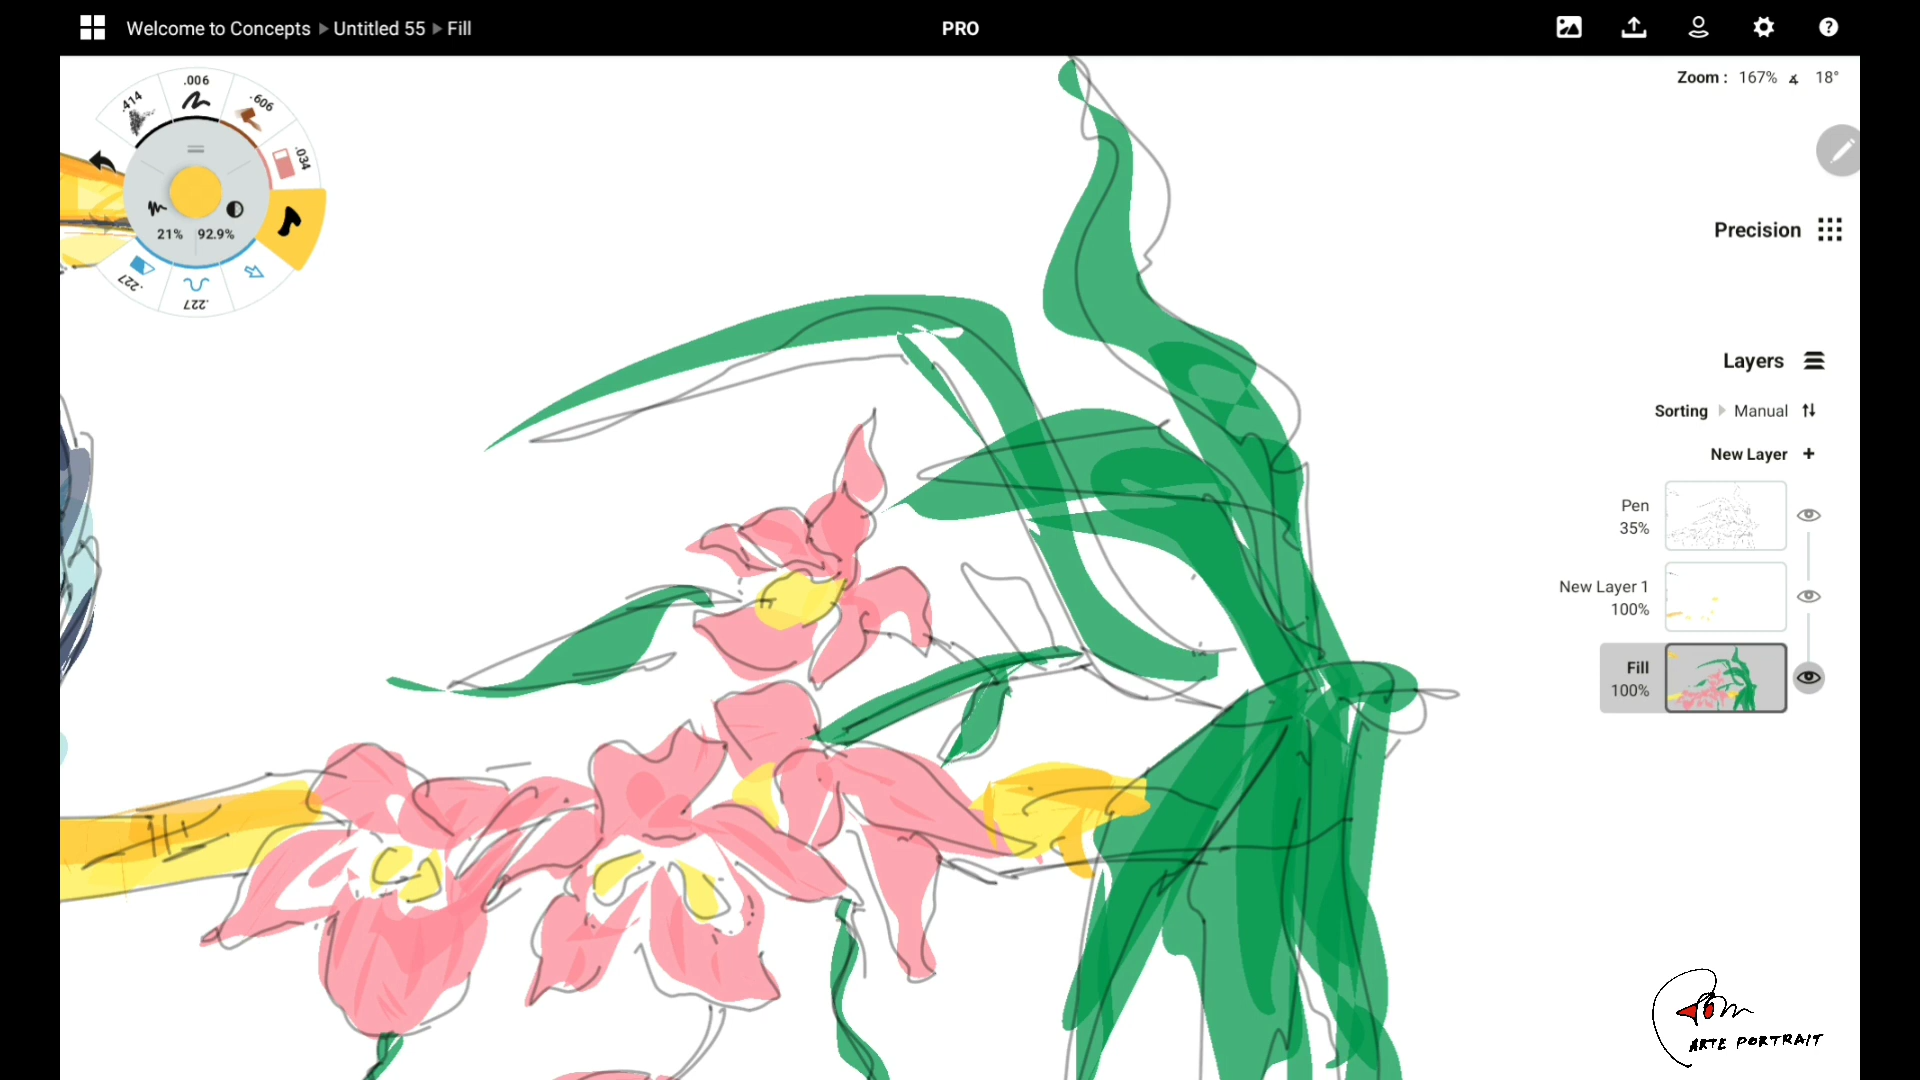 Welcome to Concepts ▸ Untitled 55 ▸ Fill
PRO
Zoom : 167% 18°
.006
.414
.606
.034
21% 92.9%
.227
.227
Precision
Layers
Sorting ▸ Manual
New Layer +
Pen
35%
New Layer 1
100%
Fill
100%
ARTE PORTRAIT